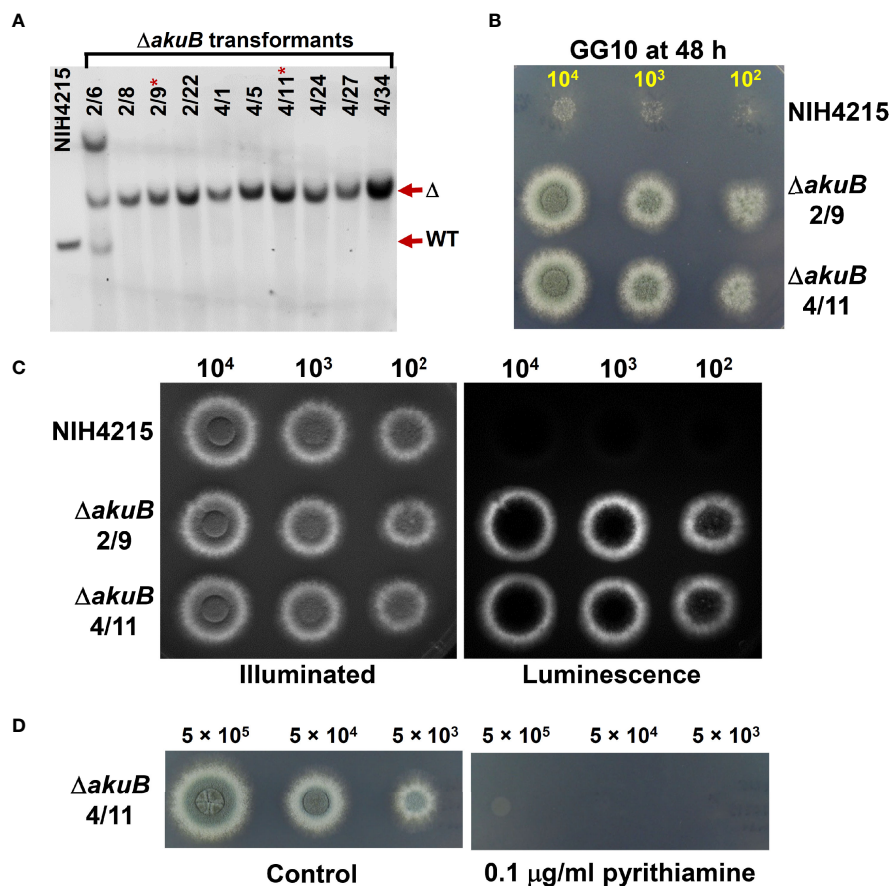 A
ΔakuB transformants
NIH4215
2/6
2/8
2/9*
2/22
4/1
4/5
4/11*
4/24
4/27
4/34
Δ
WT
B
GG10 at 48 h
10⁴ 10³ 10²
NIH4215
ΔakuB
2/9
ΔakuB
4/11
C
10⁴ 10³ 10² 10⁴ 10³ 10²
NIH4215
ΔakuB
2/9
ΔakuB
4/11
Illuminated Luminescence
D
5 × 10⁵ 5 × 10⁴ 5 × 10³ 5 × 10⁵ 5 × 10⁴ 5 × 10³
ΔakuB
4/11
Control 0.1 μg/ml pyrithiamine